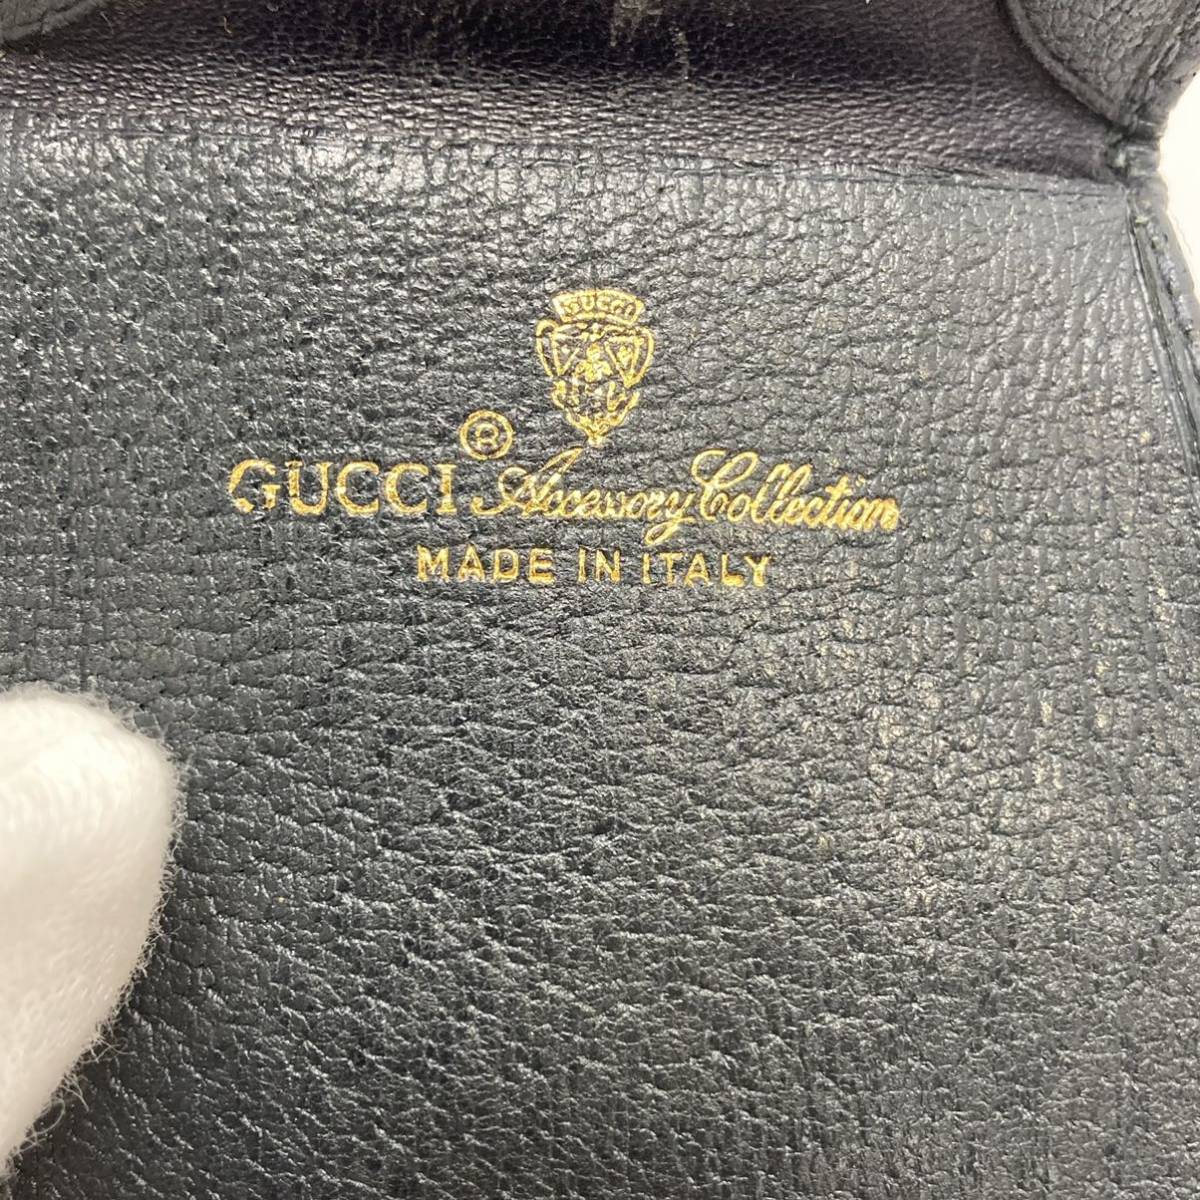 GUCCI
®
GUCCI Accessory Collection
MADE IN ITALY